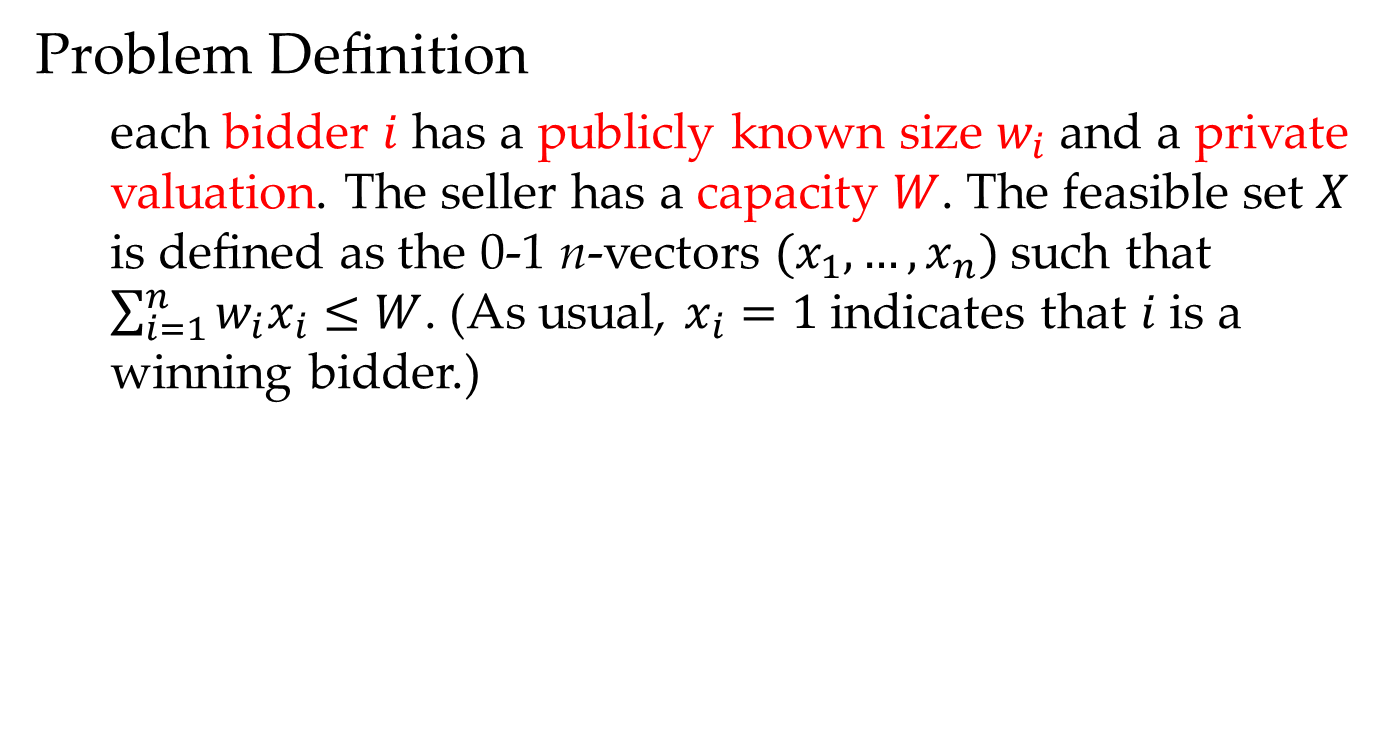 Problem Definition
each bidder i has a publicly known size wᵢ and a private
valuation. The seller has a capacity W. The feasible set X
is defined as the 0-1 n-vectors (x₁, … , xₙ) such that
∑ⁿᵢ₌₁ wᵢxᵢ ≤ W. (As usual, xᵢ = 1 indicates that i is a
winning bidder.)